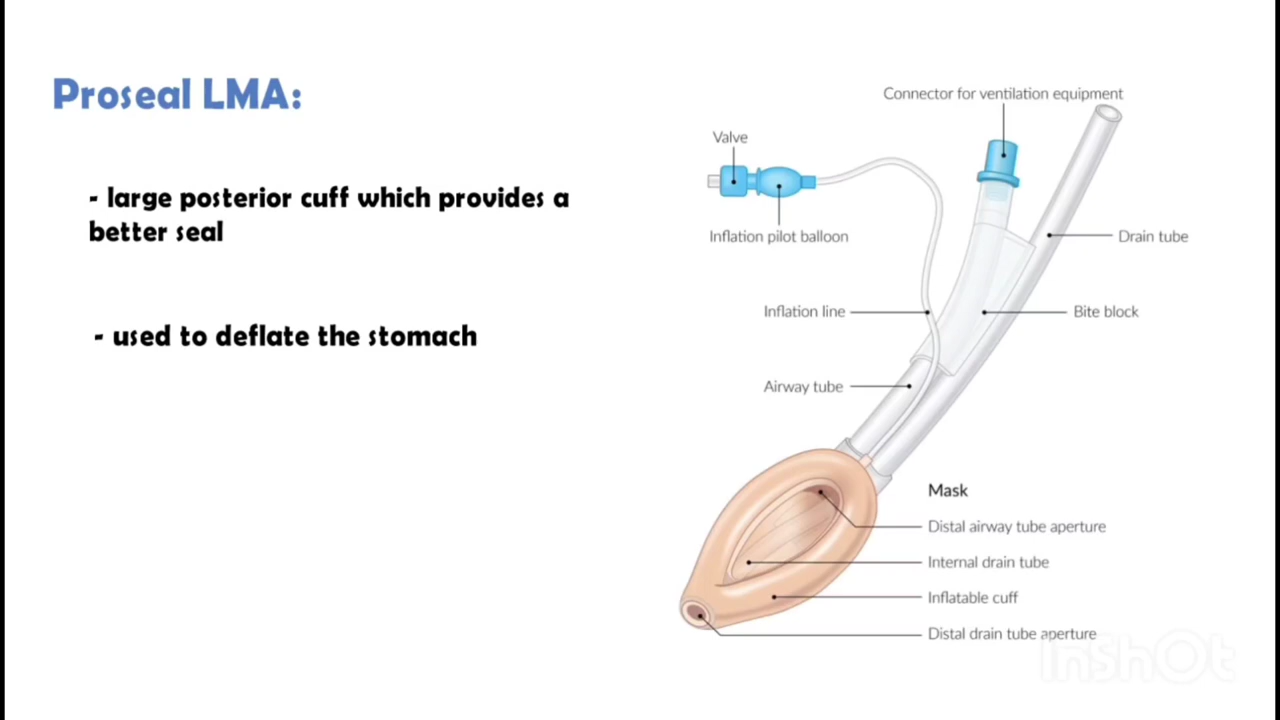 Proseal LMA:
- large posterior cuff which provides a
better seal
- used to deflate the stomach
Connector for ventilation equipment
Valve
Inflation pilot balloon
Drain tube
Inflation line
Bite block
Airway tube
Mask
Distal airway tube aperture
Internal drain tube
Inflatable cuff
Distal drain tube aperture
InShOt